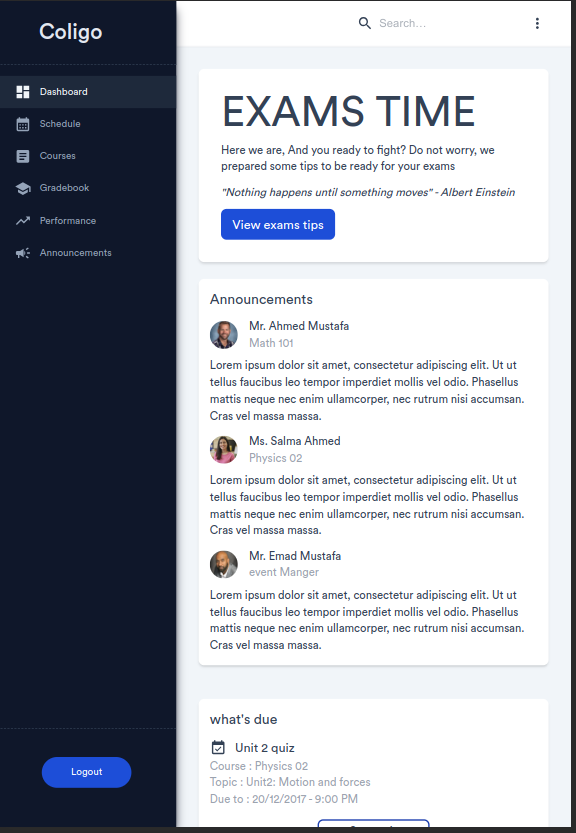 Coligo
Dashboard
Schedule
Courses
Gradebook
Performance
Announcements
Logout
Search...
EXAMS TIME
Here we are, And you ready to fight? Do not worry, we
prepared some tips to be ready for your exams
"Nothing happens until something moves" - Albert Einstein
View exams tips
Announcements
Mr. Ahmed Mustafa
Math 101
Lorem ipsum dolor sit amet, consectetur adipiscing elit. Ut ut
tellus faucibus leo tempor imperdiet mollis vel odio. Phasellus
mattis neque nec enim ullamcorper, nec rutrum nisi accumsan.
Cras vel massa massa.
Ms. Salma Ahmed
Physics 02
Lorem ipsum dolor sit amet, consectetur adipiscing elit. Ut ut
tellus faucibus leo tempor imperdiet mollis vel odio. Phasellus
mattis neque nec enim ullamcorper, nec rutrum nisi accumsan.
Cras vel massa massa.
Mr. Emad Mustafa
event Manger
Lorem ipsum dolor sit amet, consectetur adipiscing elit. Ut ut
tellus faucibus leo tempor imperdiet mollis vel odio. Phasellus
mattis neque nec enim ullamcorper, nec rutrum nisi accumsan.
Cras vel massa massa.
what's due
Unit 2 quiz
Course : Physics 02
Topic : Unit2: Motion and forces
Due to : 20/12/2017 - 9:00 PM